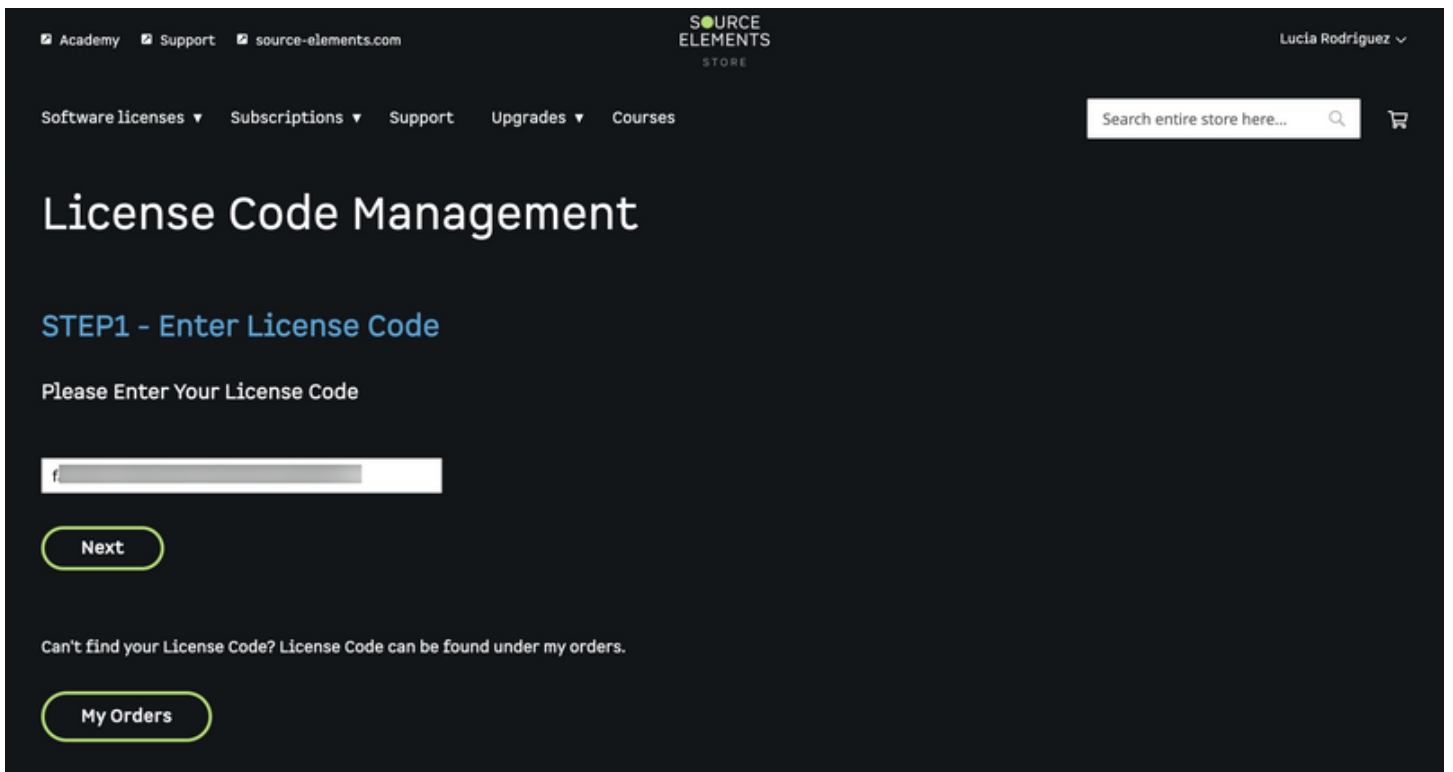 Academy Support source-elements.com
SOURCE
ELEMENTS
STORE
Lucia Rodriguez
Software licenses ▼ Subscriptions ▼ Support Upgrades ▼ Courses
Search entire store here...
License Code Management
STEP1 - Enter License Code
Please Enter Your License Code
Next
Can't find your License Code? License Code can be found under my orders.
My Orders